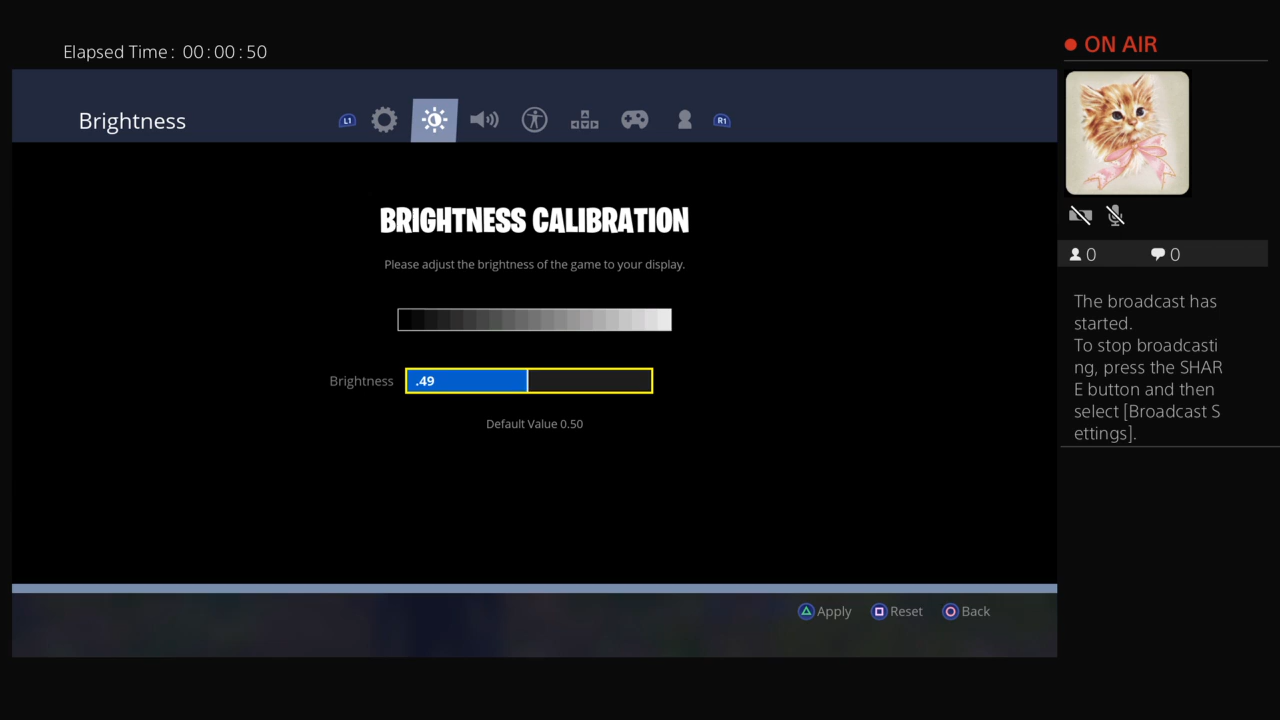 Elapsed Time: 00:00:50
ON AIR
Brightness
L1
R1
BRIGHTNESS CALIBRATION
Please adjust the brightness of the game to your display.
Brightness
.49
Default Value 0.50
Apply
Reset
Back
0
0
The broadcast has
started.
To stop broadcasti
ng, press the SHAR
E button and then
select [Broadcast S
ettings].